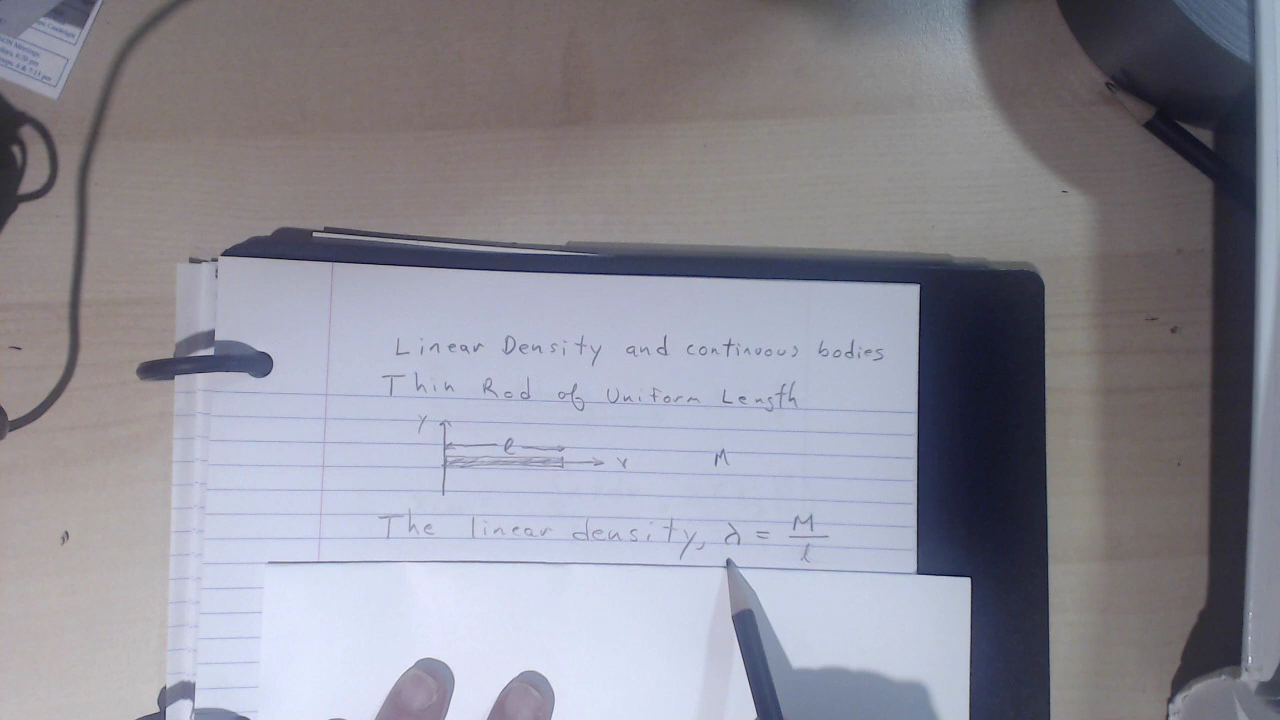 Linear Density and continuous bodies
Thin Rod of Uniform Length
y
l
x M
The linear density, λ = M/l